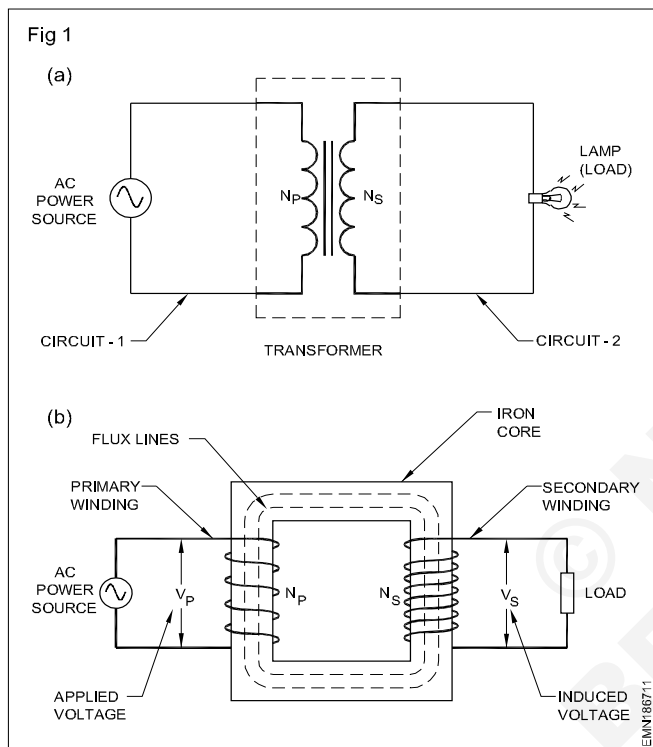 Fig 1
(a)
AC
POWER
SOURCE
NP
NS
LAMP
(LOAD)
CIRCUIT - 1
TRANSFORMER
CIRCUIT - 2
(b)
FLUX LINES
IRON
CORE
PRIMARY
WINDING
SECONDARY
WINDING
AC
POWER
SOURCE
VP
NP
NS
VS
LOAD
APPLIED
VOLTAGE
INDUCED
VOLTAGE
EMN186711
©